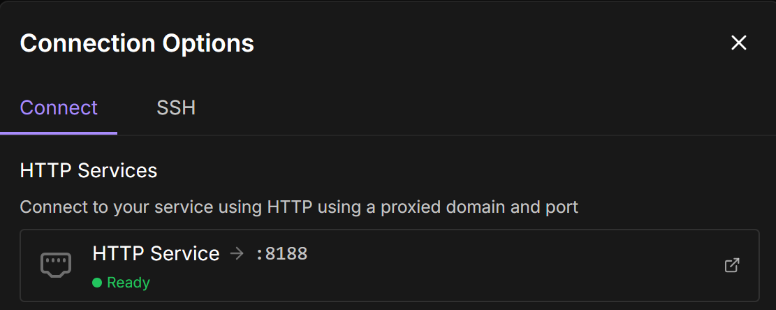 Connection Options
Connect SSH
HTTP Services
Connect to your service using HTTP using a proxied domain and port
HTTP Service → :8188
Ready